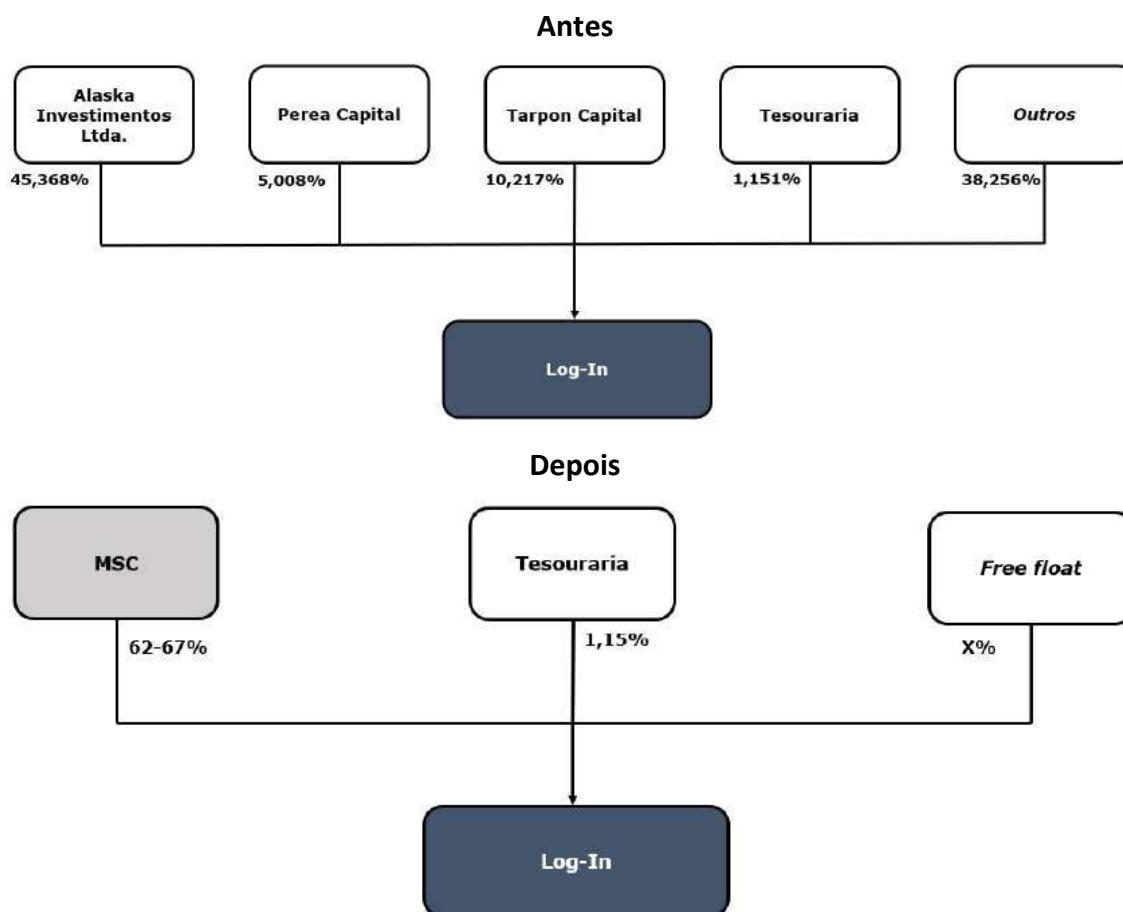 Antes
Alaska
Investimentos
Ltda.
Perea Capital
Tarpon Capital
Tesouraria
Outros
45,368%
5,008%
10,217%
1,151%
38,256%
Log-In
Depois
MSC
Tesouraria
Free float
62-67%
1,15%
X%
Log-In